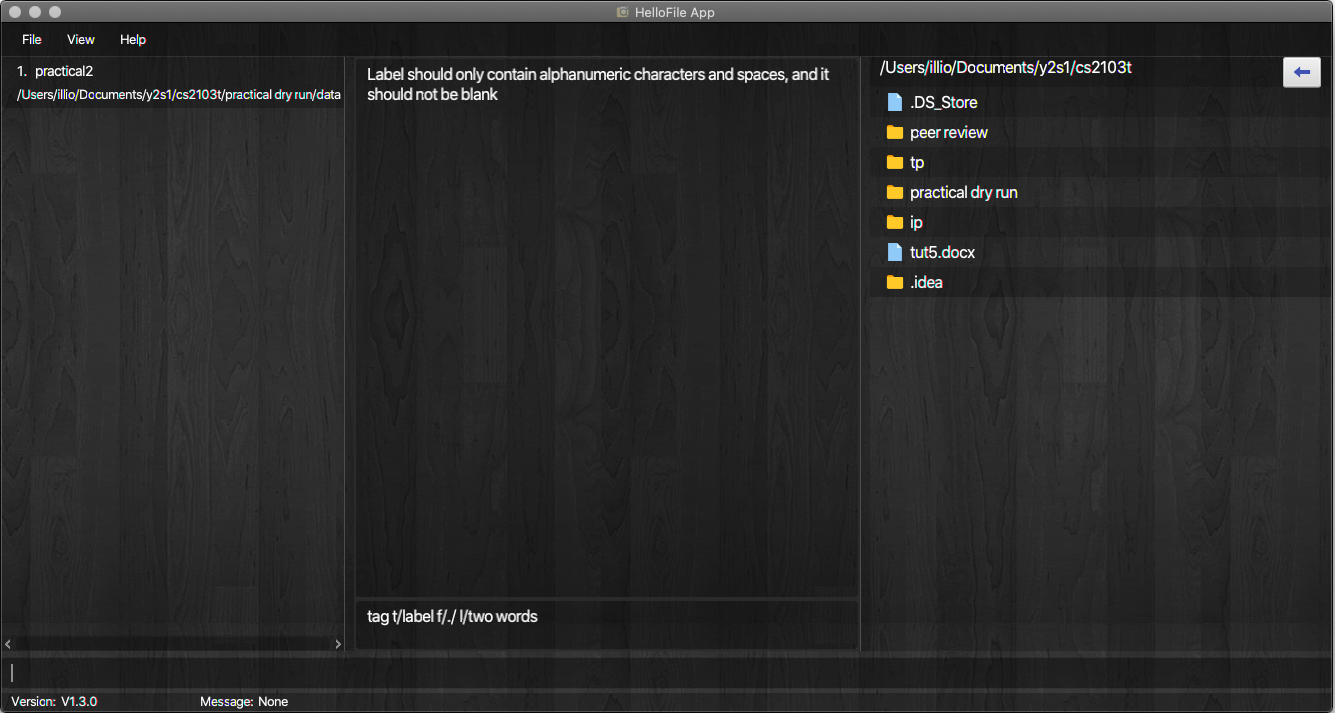 HelloFile App
File View Help
1. practical2
/Users/illio/Documents/y2s1/cs2103t/practical dry run/data
Label should only contain alphanumeric characters and spaces, and it
should not be blank
tag t/label f/./ l/two words
/Users/illio/Documents/y2s1/cs2103t
.DS_Store
peer review
tp
practical dry run
ip
tut5.docx
.idea
Version: V1.3.0 Message: None